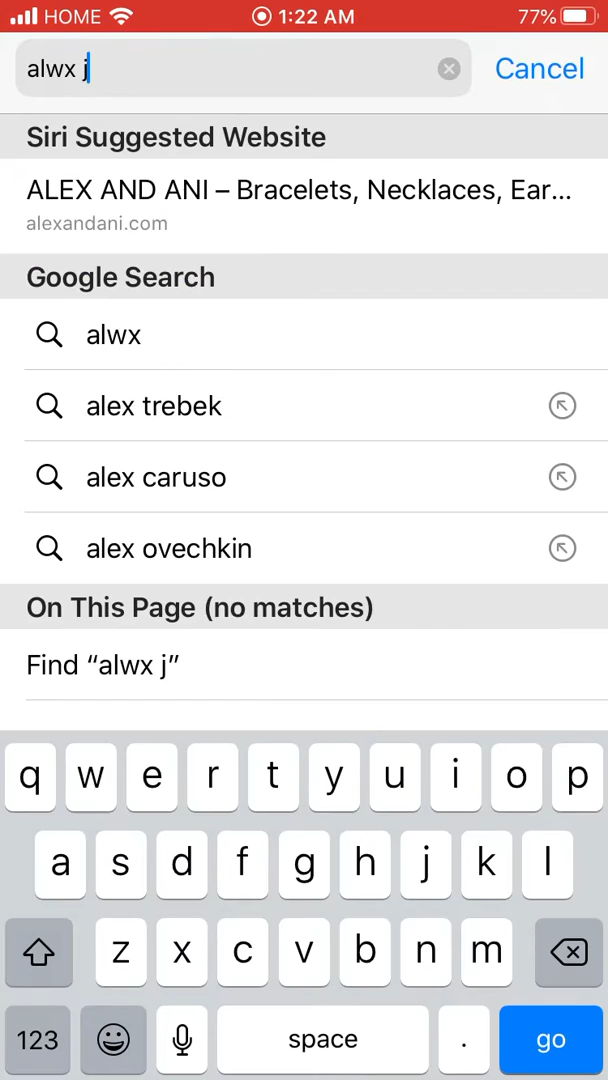 HOME 1:22 AM 77%
alwx j Cancel
Siri Suggested Website
ALEX AND ANI – Bracelets, Necklaces, Ear...
alexandani.com
Google Search
alwx
alex trebek
alex caruso
alex ovechkin
On This Page (no matches)
Find “alwx j”
q w e r t y u i o p
a s d f g h j k l
z x c v b n m
123 space . go